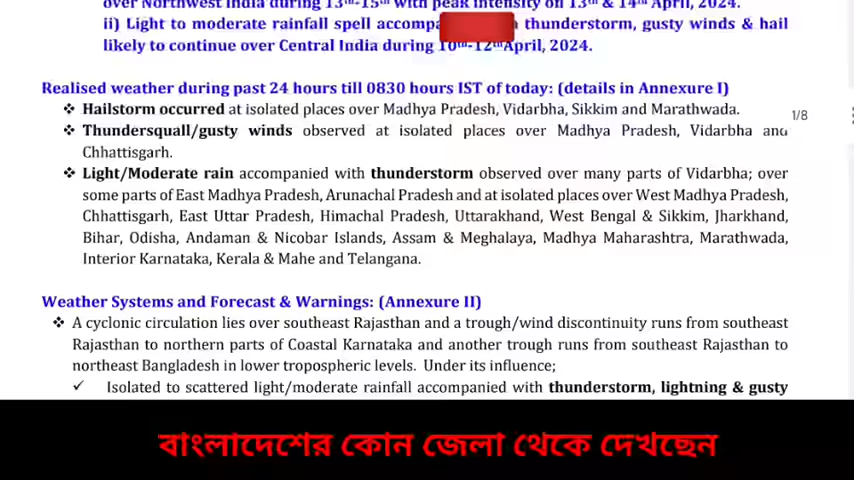 over Northwest India during 13th-15th with peak intensity on 13th & 14th April, 2024.
ii) Light to moderate rainfall spell thunderstorm, gusty winds & hail
likely to continue over Central India during 10th-12th April, 2024.
Realised weather during past 24 hours till 0830 hours IST of today: (details in Annexure I)
❖ Hailstorm occurred at isolated places over Madhya Pradesh, Vidarbha, Sikkim and Marathwada.
1/8
❖ Thundersquall/gusty winds observed at isolated places over Madhya Pradesh, Vidarbha and
Chhattisgarh.
❖ Light/Moderate rain accompanied with thunderstorm observed over many parts of Vidarbha; over
some parts of East Madhya Pradesh, Arunachal Pradesh and at isolated places over West Madhya Pradesh,
Chhattisgarh, East Uttar Pradesh, Himachal Pradesh, Uttarakhand, West Bengal & Sikkim, Jharkhand,
Bihar, Odisha, Andaman & Nicobar Islands, Assam & Meghalaya, Madhya Maharashtra, Marathwada,
Interior Karnataka, Kerala & Mahe and Telangana.
Weather Systems and Forecast & Warnings: (Annexure II)
❖ A cyclonic circulation lies over southeast Rajasthan and a trough/wind discontinuity runs from southeast
Rajasthan to northern parts of Coastal Karnataka and another trough runs from southeast Rajasthan to
northeast Bangladesh in lower tropospheric levels. Under its influence;
✓ Isolated to scattered light/moderate rainfall accompanied with thunderstorm, lightning & gusty
বাংলাদেশের কোন জেলা থেকে দেখছেন